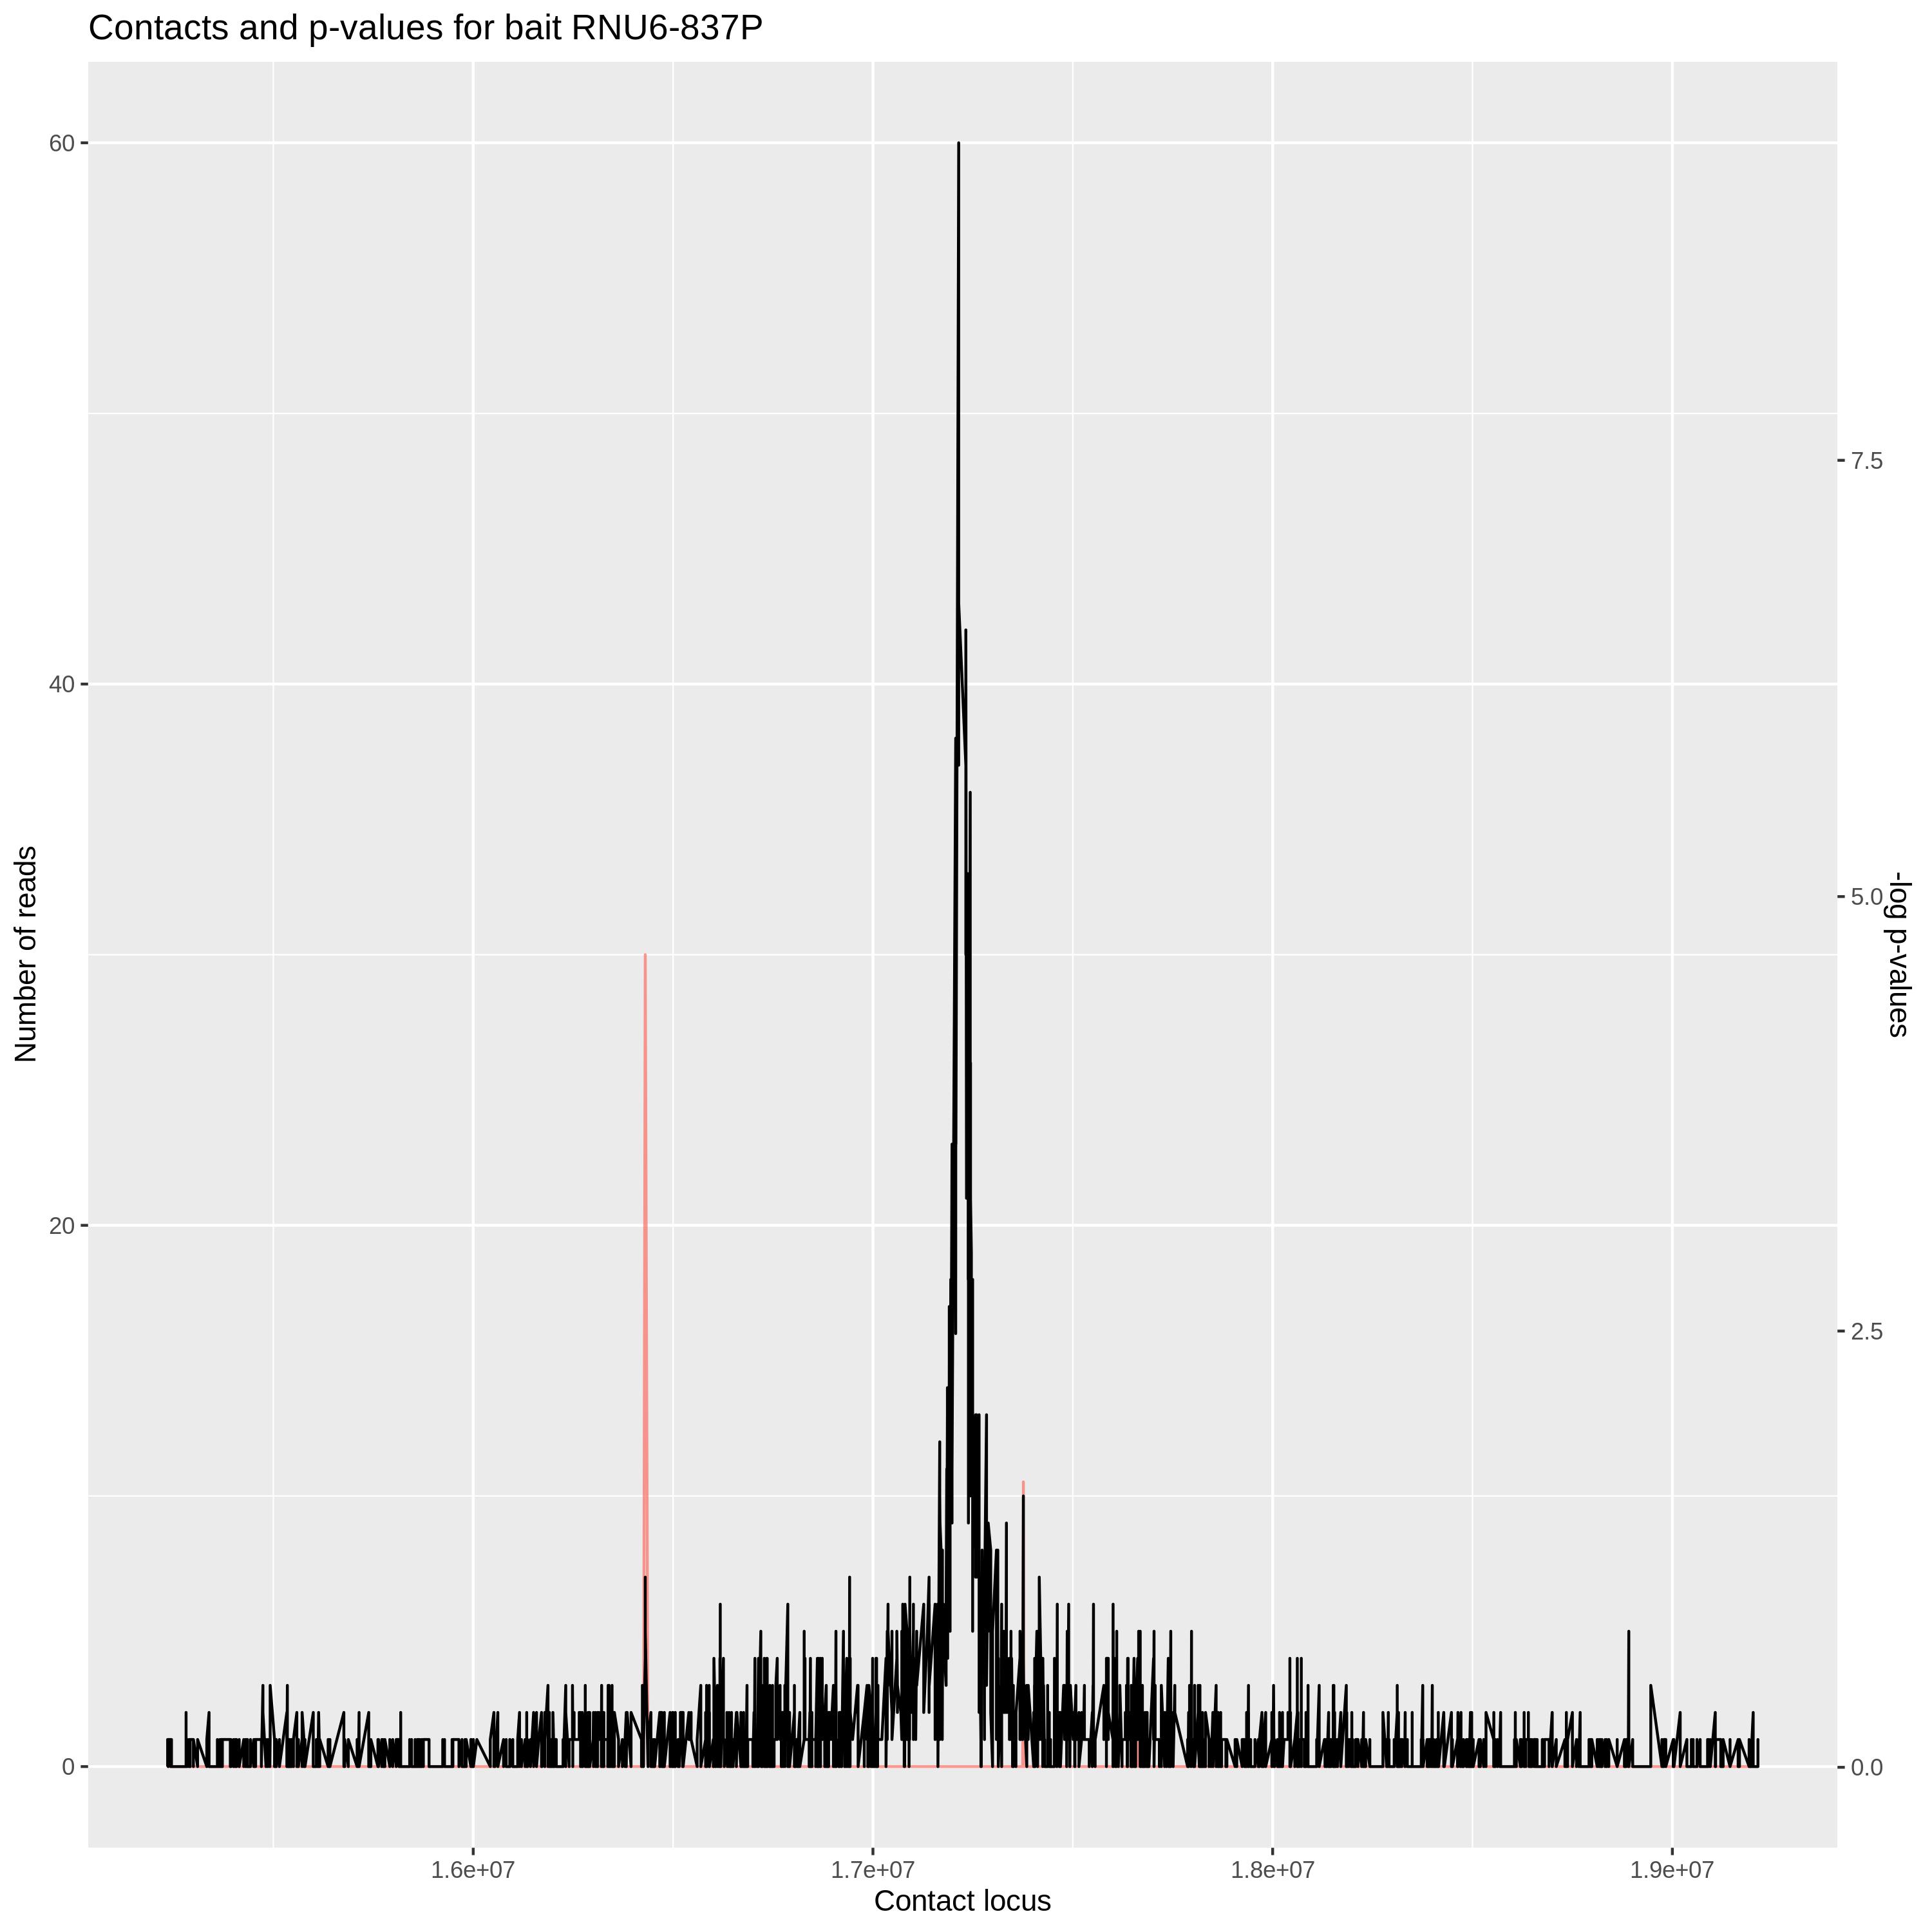 Contacts and p-values for bait RNU6-837P
60
40
20
0
Number of reads
7.5
5.0
2.5
0.0
-log p-values
1.6e+07
1.7e+07
1.8e+07
1.9e+07
Contact locus